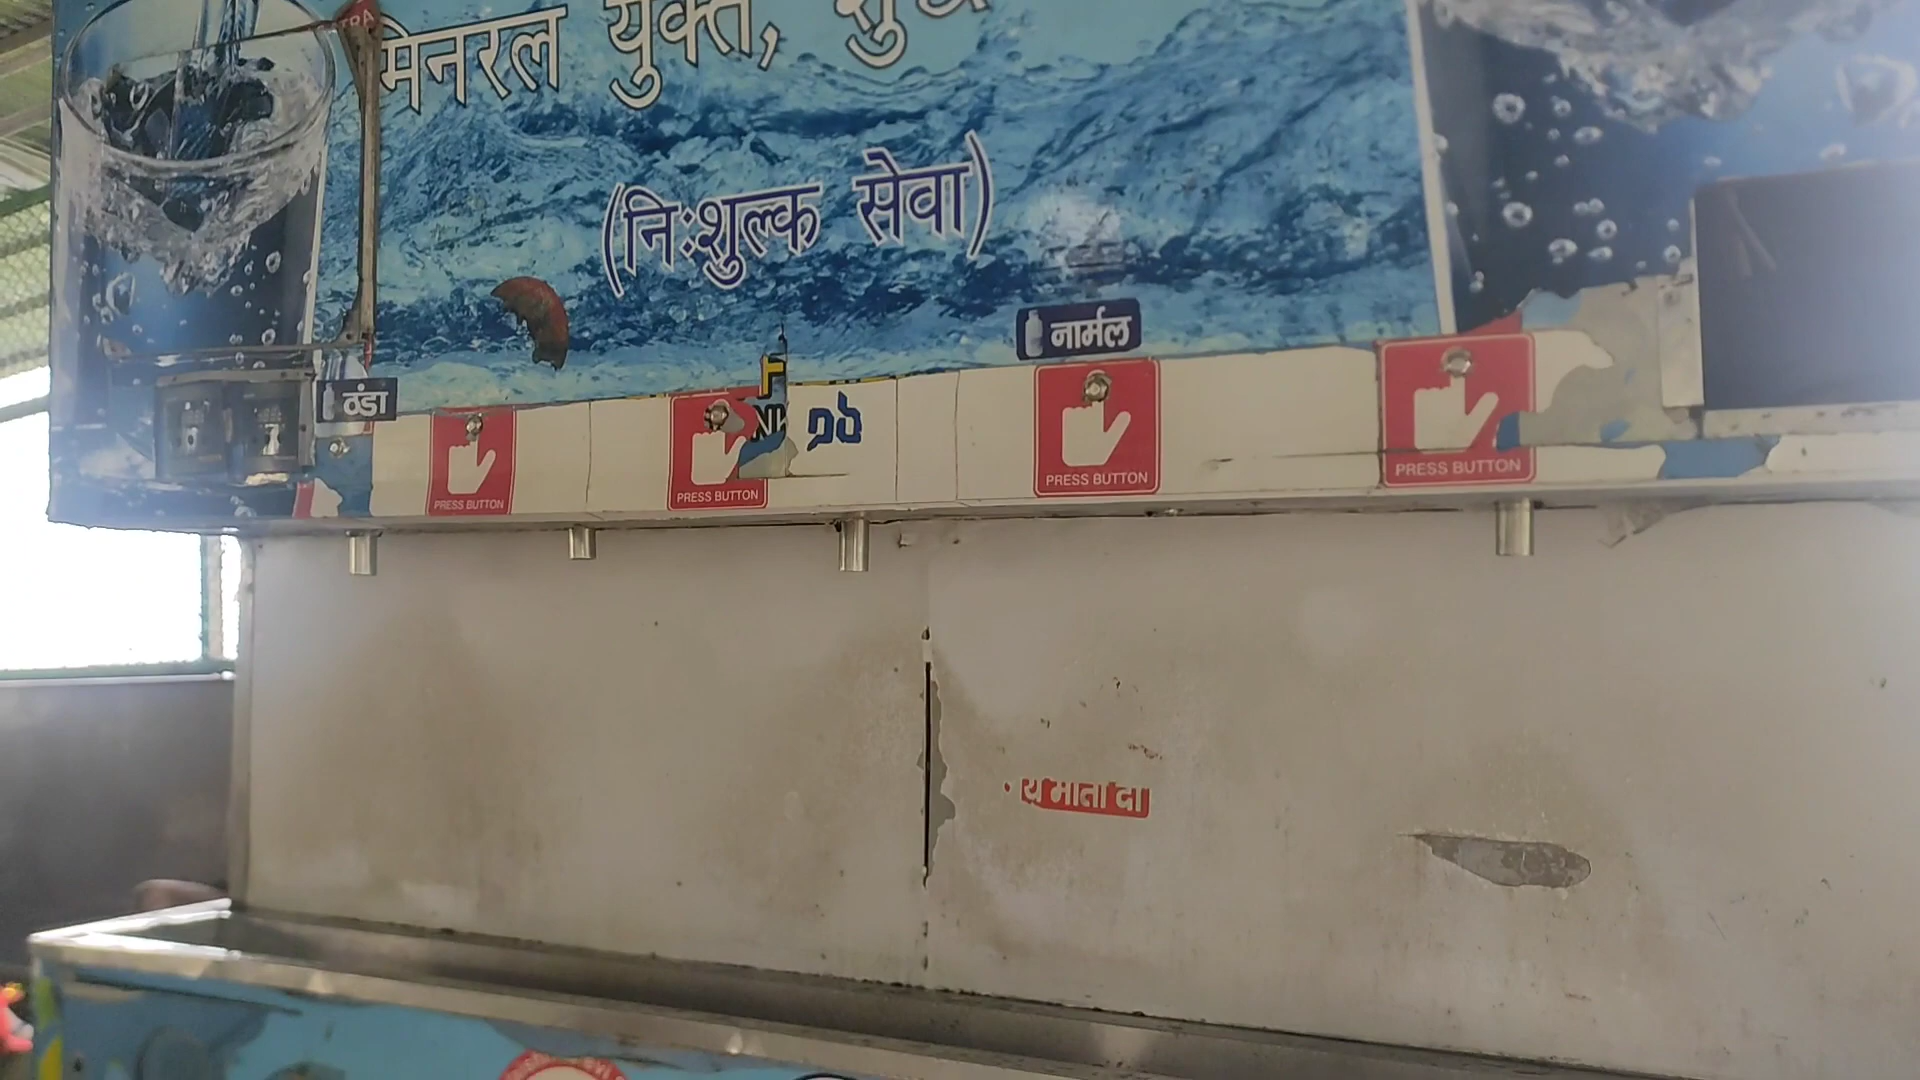 मिनरल युक्त,
(निःशुल्क सेवा)
नार्मल
ठंडा
PRESS BUTTON
PRESS BUTTON
PRESS BUTTON
PRESS BUTTON
य माता दी